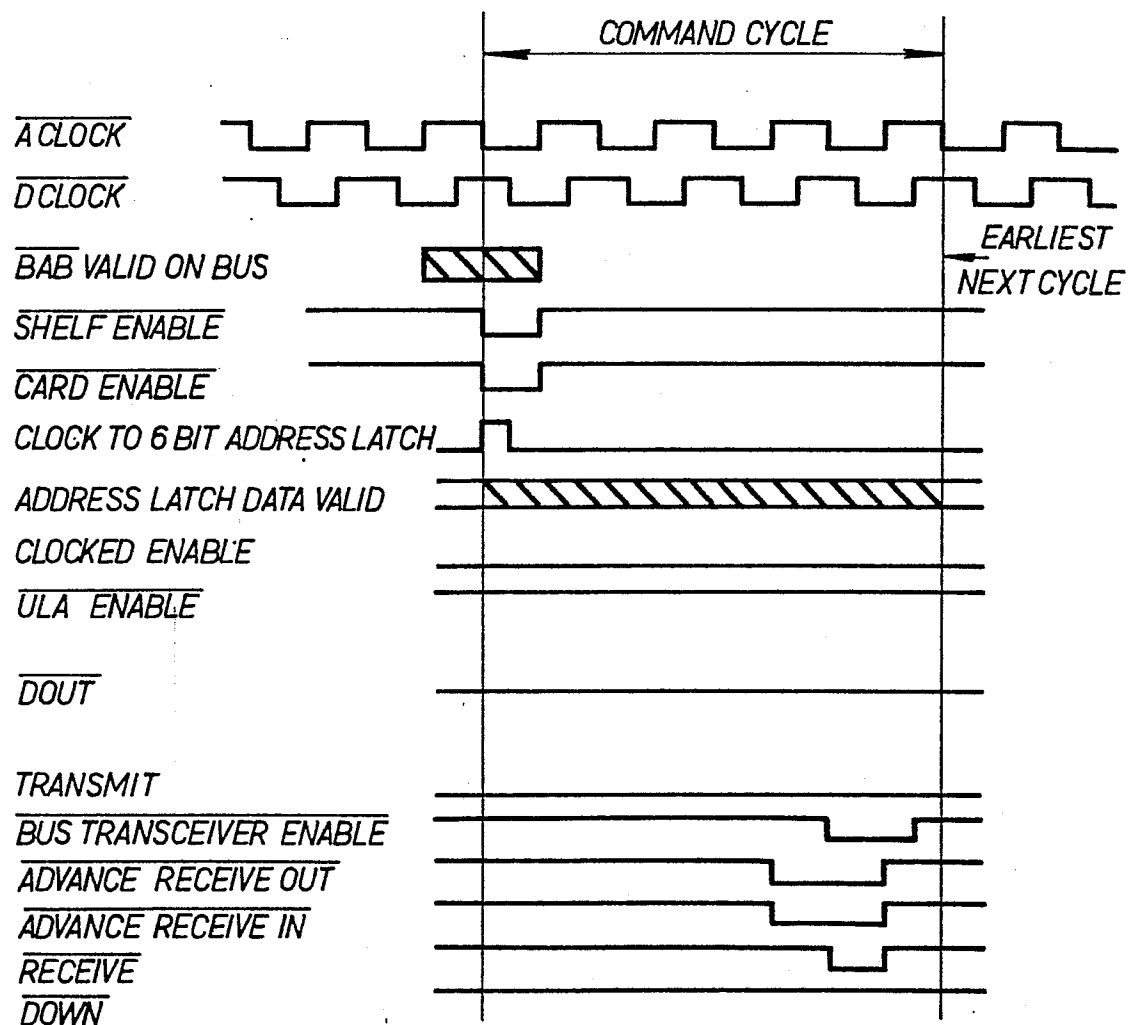 COMMAND CYCLE
A CLOCK
D CLOCK
BAB VALID ON BUS
EARLIEST
NEXT CYCLE
SHELF ENABLE
CARD ENABLE
CLOCK TO 6 BIT ADDRESS LATCH
ADDRESS LATCH DATA VALID
CLOCKED ENABLE
ULA ENABLE
DOUT
TRANSMIT
BUS TRANSCEIVER ENABLE
ADVANCE RECEIVE OUT
ADVANCE RECEIVE IN
RECEIVE
DOWN